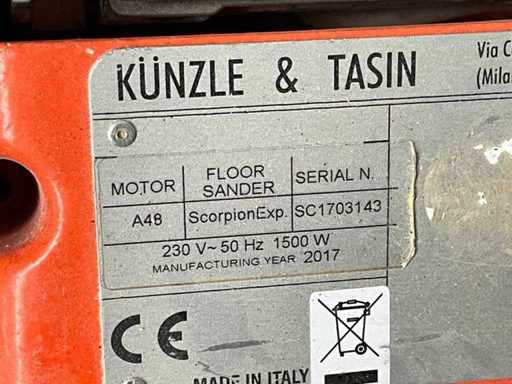 KÜNZLE & TASIN
Via
MOTOR FLOOR SANDER SERIAL N.
A48 ScorpionExp. SC1703143
230 V~ 50 Hz 1500 W
MANUFACTURING YEAR 2017
CE
MADE IN ITALY